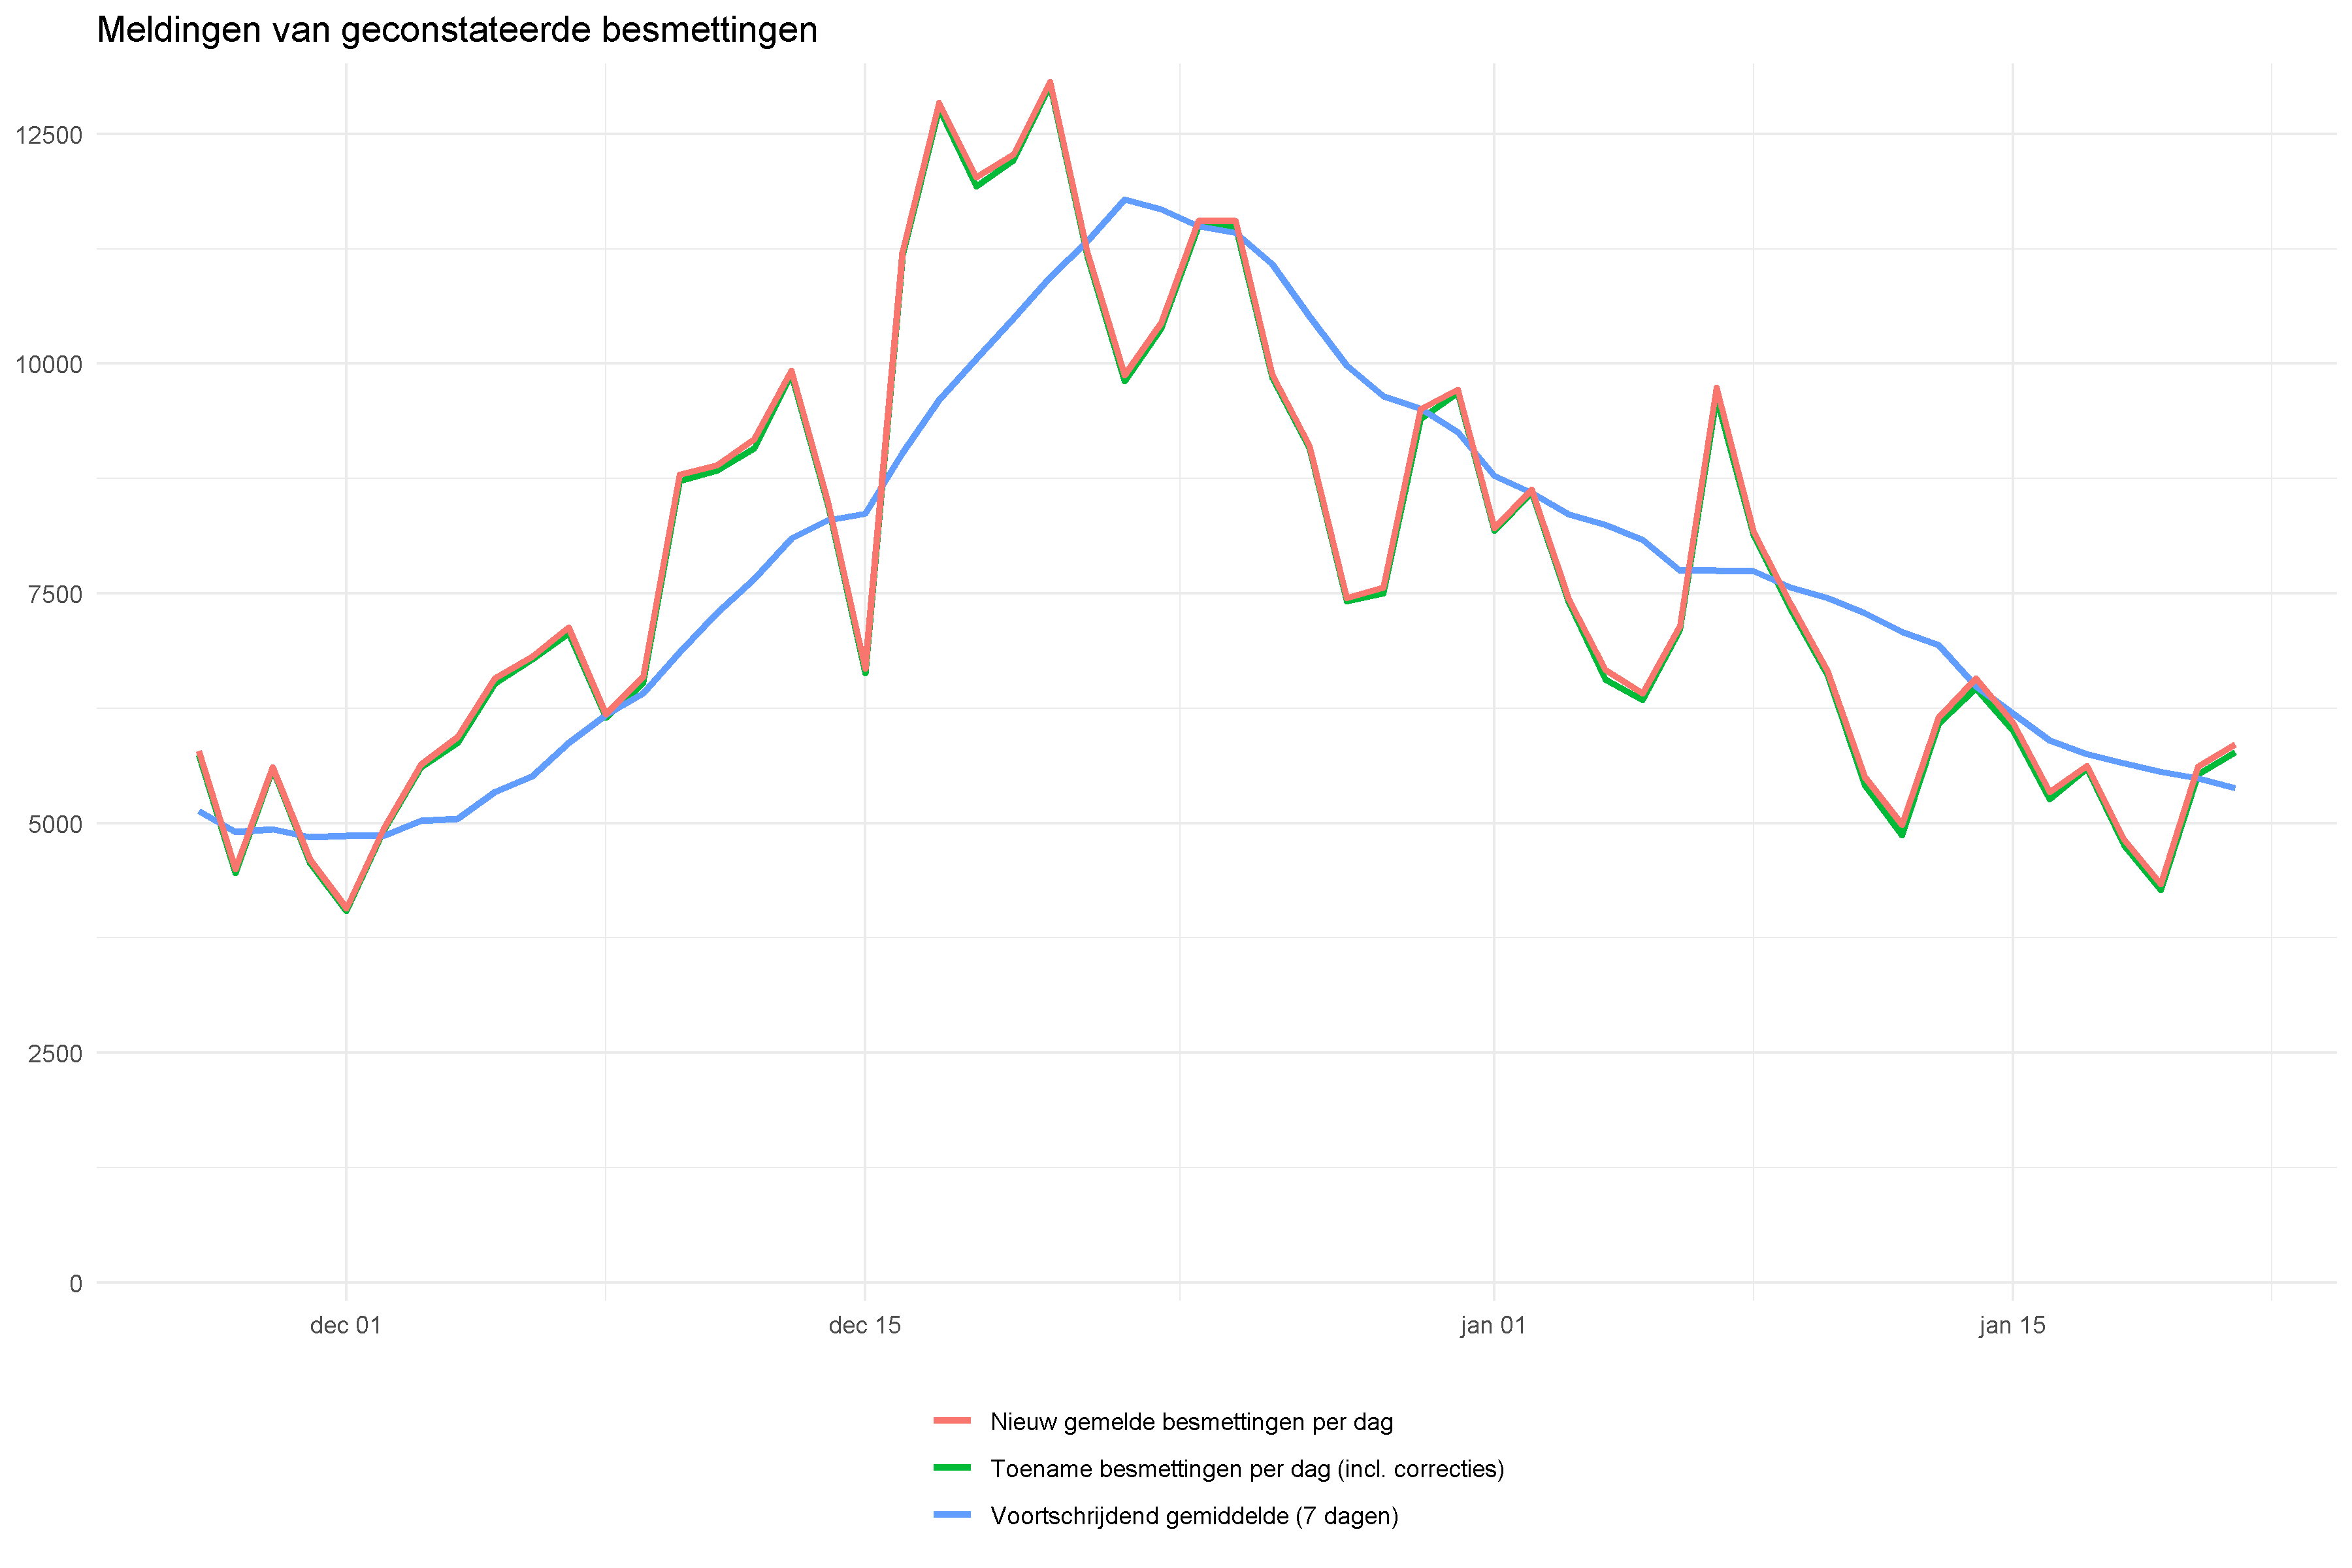 Meldingen van geconstateerde besmettingen
12500
10000
7500
5000
2500
0
dec 01
dec 15
jan 01
jan 15
Nieuw gemelde besmettingen per dag
Toename besmettingen per dag (incl. correcties)
Voortschrijdend gemiddelde (7 dagen)